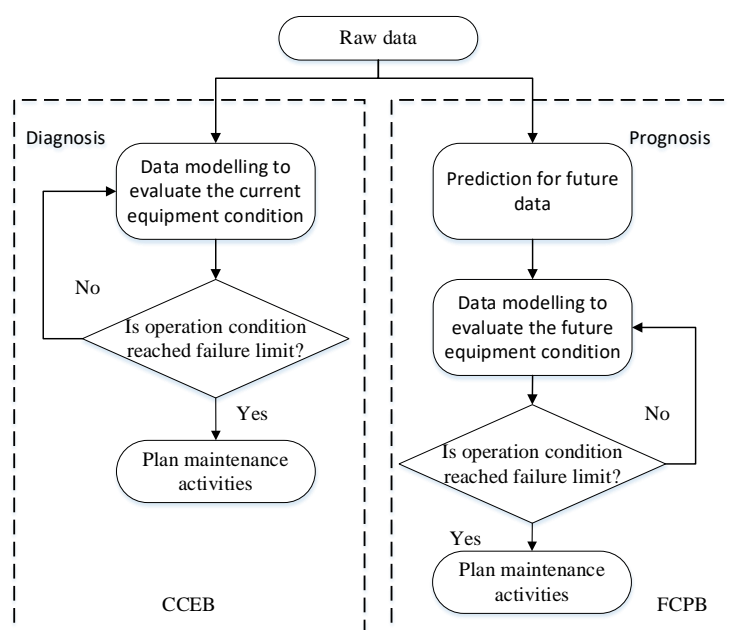 Raw data
Diagnosis
Data modelling to
evaluate the current
equipment condition
No
Is operation condition
reached failure limit?
Yes
Plan maintenance
activities
CCEB
Prognosis
Prediction for future
data
Data modelling to
evaluate the future
equipment condition
No
Is operation condition
reached failure limit?
Yes
Plan maintenance
activities
FCPB